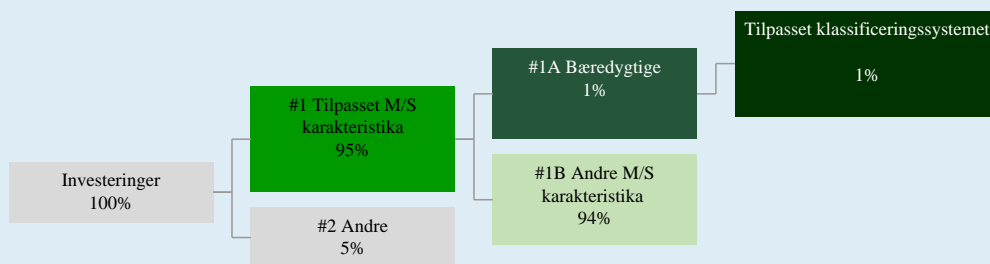 Investeringer
100%
#1 Tilpasset M/S
karakteristika
95%
#2 Andre
5%
#1A Bæredygtige
1%
#1B Andre M/S
karakteristika
94%
Tilpasset klassificeringssystemet
1%